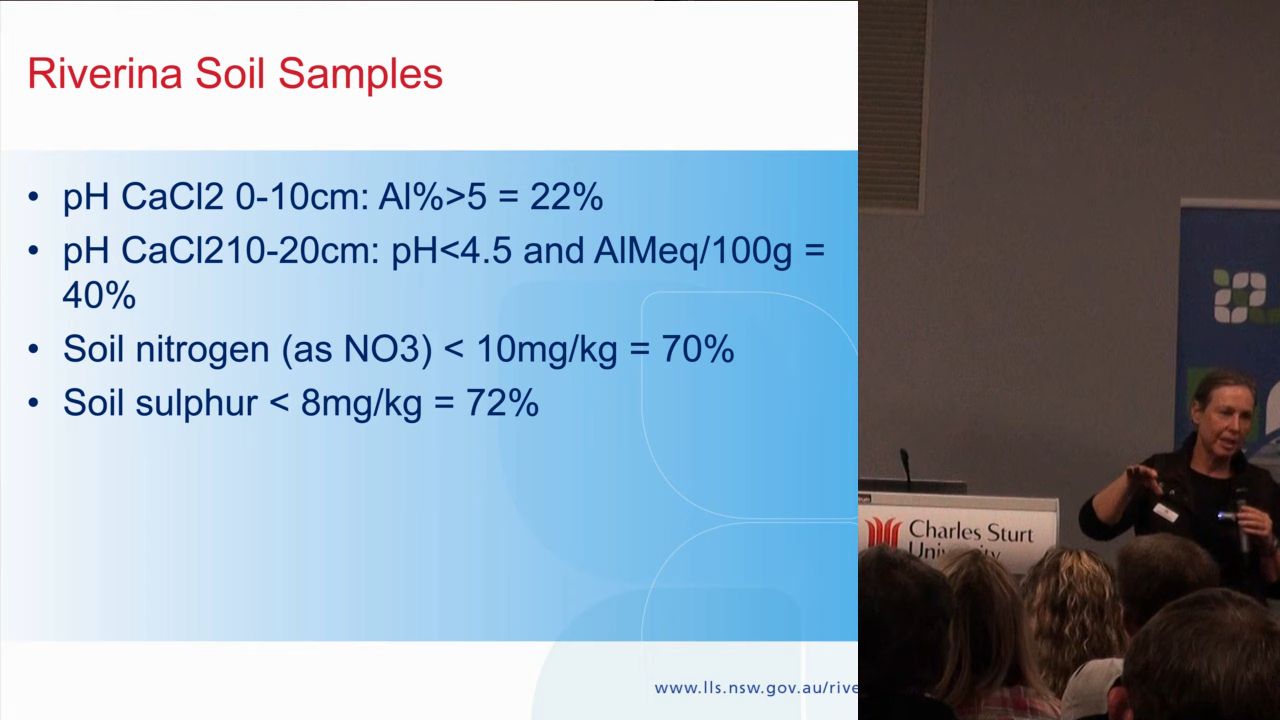 Riverina Soil Samples
• pH CaCl2 0-10cm: Al%>5 = 22%
• pH CaCl210-20cm: pH<4.5 and AlMeq/100g =
40%
• Soil nitrogen (as NO3) < 10mg/kg = 70%
• Soil sulphur < 8mg/kg = 72%
www.lls.nsw.gov.au/rive
Charles Sturt
University